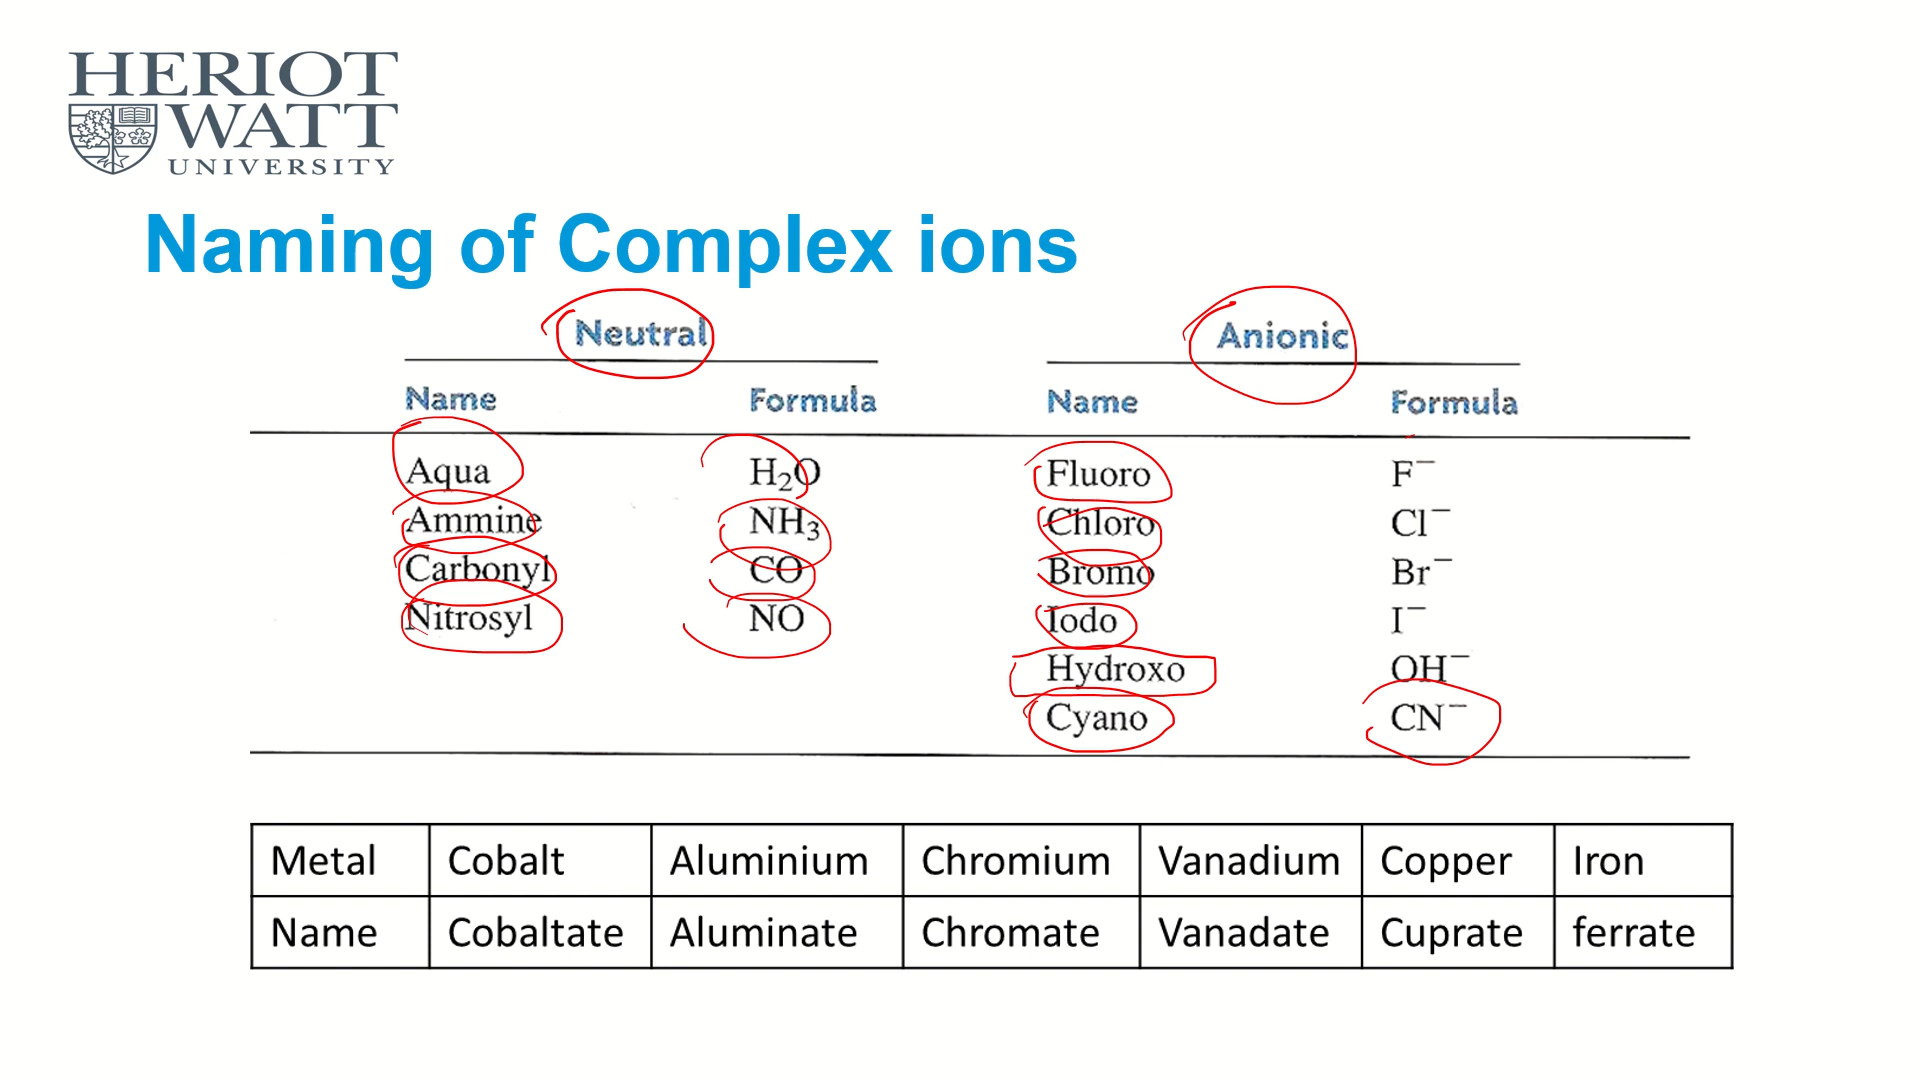 HERIOT
WATT
UNIVERSITY
Naming of Complex ions
Neutral Anionic
Name Formula Name Formula
Aqua H₂O Fluoro F⁻
Ammine NH₃ Chloro Cl⁻
Carbonyl CO Bromo Br⁻
Nitrosyl NO Iodo I⁻
Hydroxo OH⁻
Cyano CN⁻
Metal Cobalt Aluminium Chromium Vanadium Copper Iron
Name Cobaltate Aluminate Chromate Vanadate Cuprate ferrate